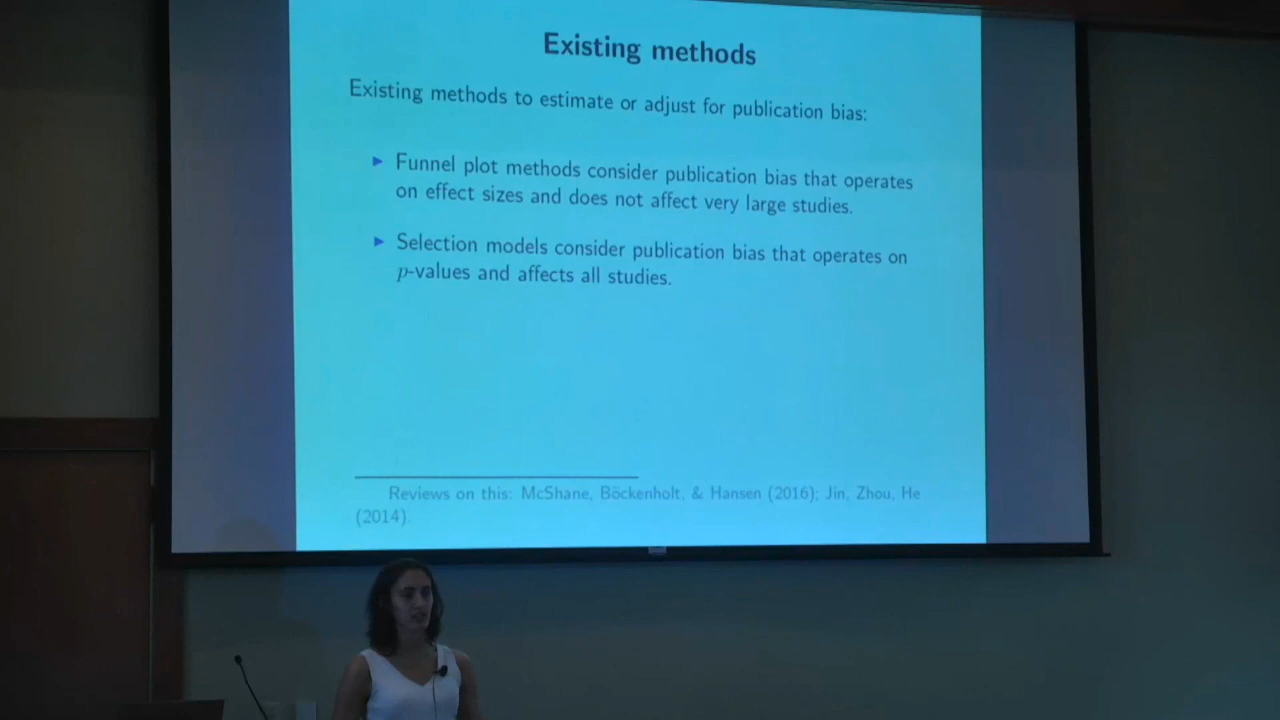 Existing methods
Existing methods to estimate or adjust for publication bias:
▶ Funnel plot methods consider publication bias that operates
on effect sizes and does not affect very large studies.
▶ Selection models consider publication bias that operates on
p-values and affects all studies.
Reviews on this: McShane, Böckenholt, & Hansen (2016); Jin, Zhou, He
(2014).